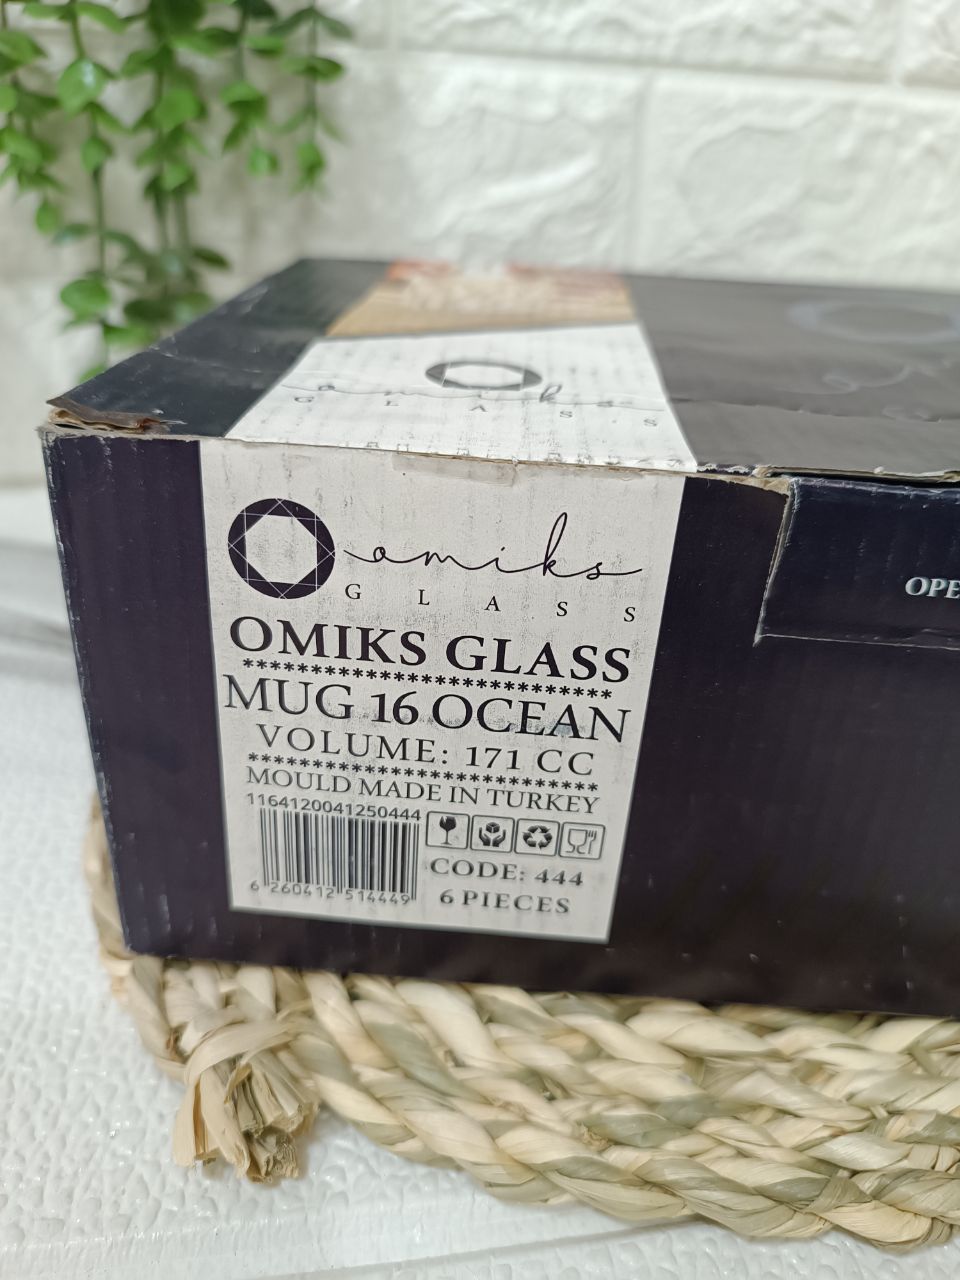 omiks
GLASS
omiks
GLASS
OMIKS GLASS
**************************
MUG 16 OCEAN
VOLUME: 171 CC
**************************
MOULD MADE IN TURKEY
1164120041250444
6 260412 514449
CODE: 444
6 PIECES
OPE